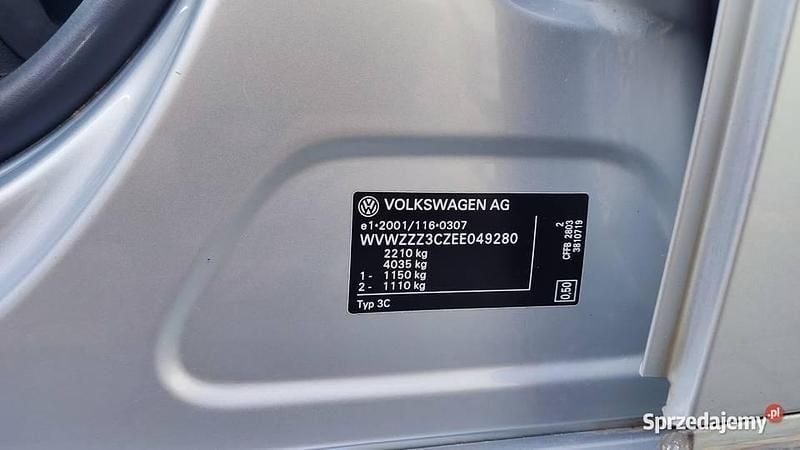 VOLKSWAGEN AG
e1*2001/116*0307
WVWZZZ3CZEE049280
2210 kg
4035 kg
1 - 1150 kg
2 - 1110 kg
Typ 3C
2
CFFB 2803
3B10719
0,50
Sprzedajemy.pl